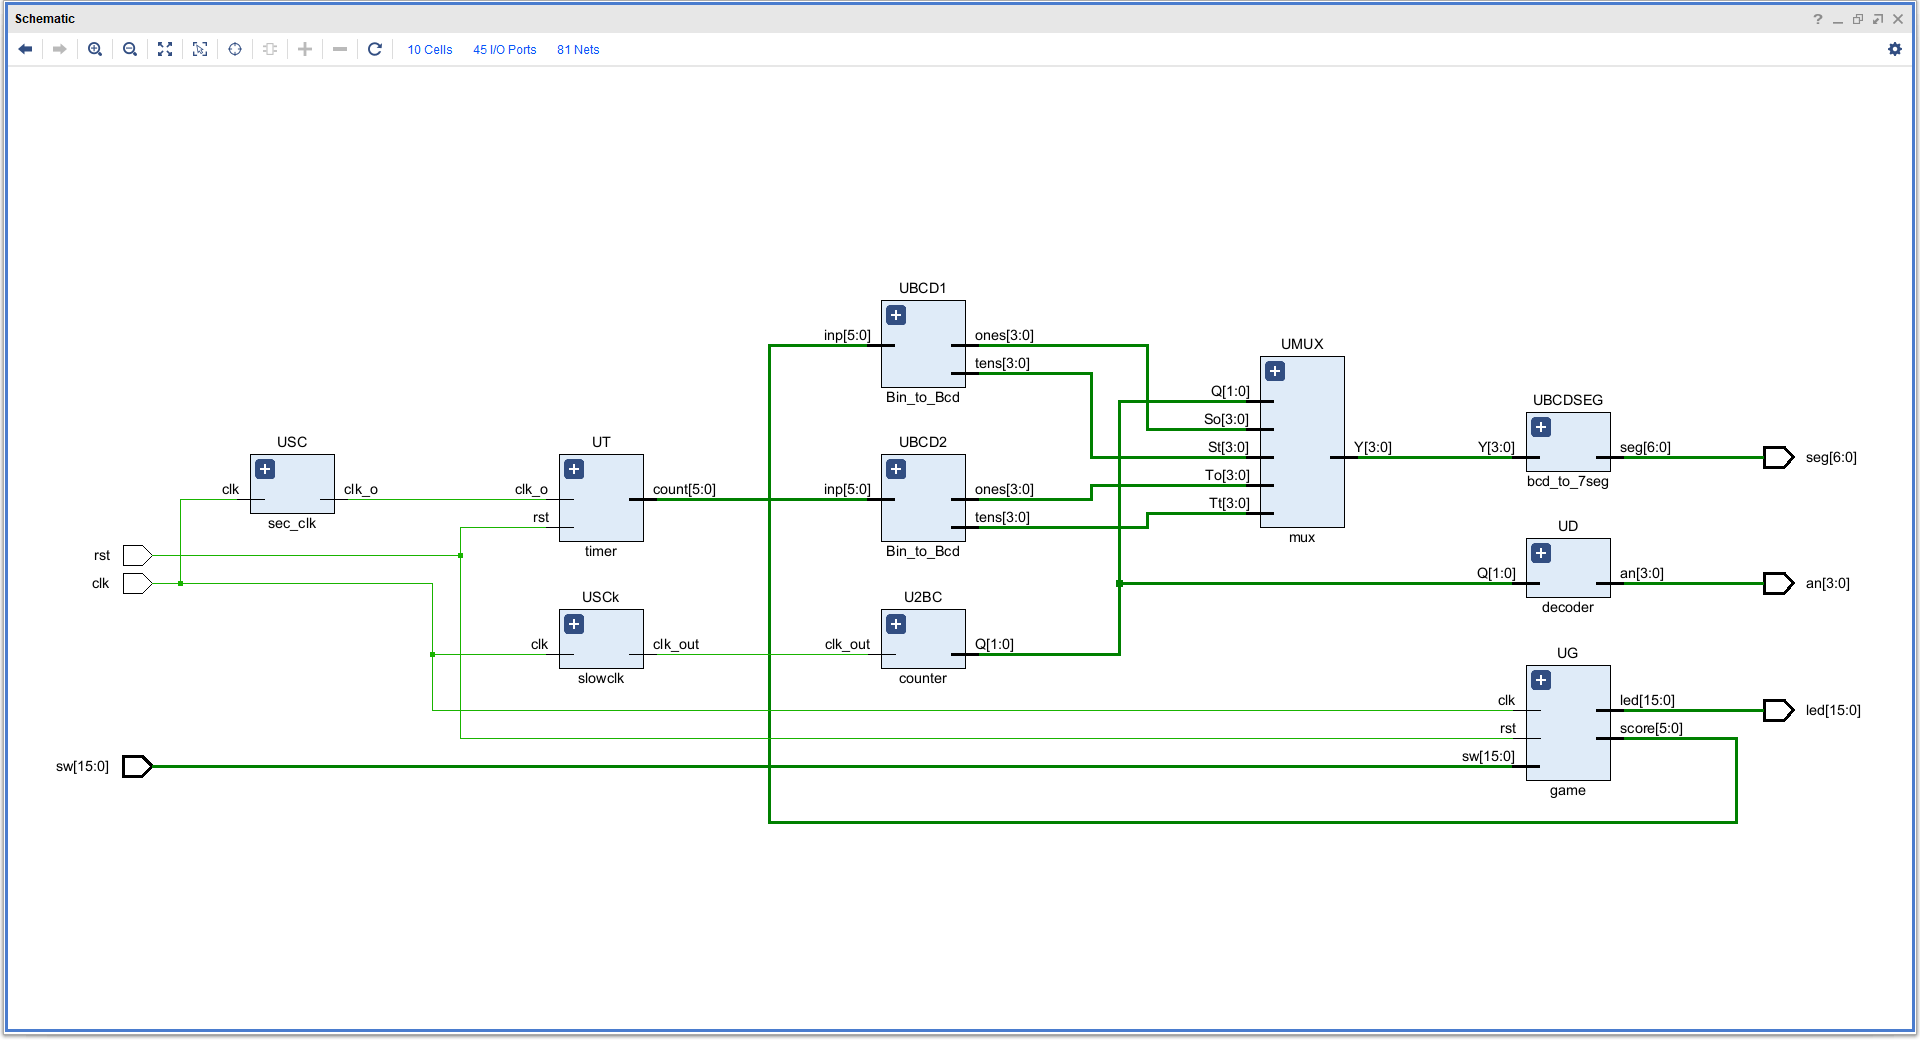 Schematic
10 Cells 45 I/O Ports 81 Nets
UBCD1
inp[5:0] ones[3:0]
tens[3:0]
Bin_to_Bcd
UMUX
Q[1:0]
So[3:0]
St[3:0]
To[3:0]
Tt[3:0]
Y[3:0]
mux
UBCDSEG
Y[3:0] seg[6:0]
bcd_to_7seg
seg[6:0]
USC
clk clk_o
sec_clk
UT
clk_o count[5:0]
rst
timer
UBCD2
inp[5:0] ones[3:0]
tens[3:0]
Bin_to_Bcd
UD
Q[1:0] an[3:0]
decoder
an[3:0]
rst
clk
USCk
clk clk_out
slowclk
U2BC
clk_out Q[1:0]
counter
UG
clk led[15:0]
rst score[5:0]
sw[15:0]
game
led[15:0]
sw[15:0]